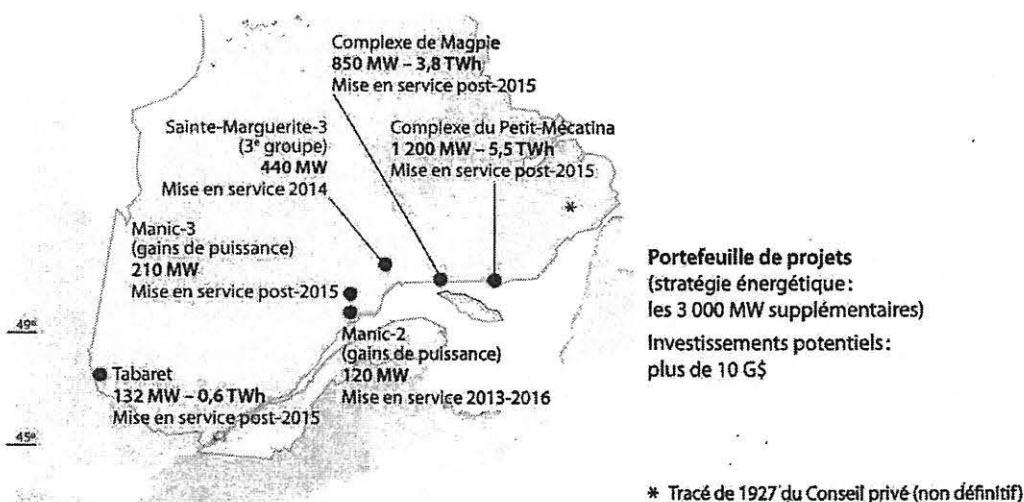 Complexe de Magpie
850 MW – 3,8 TWh
Mise en service post-2015
Sainte-Marguerite-3
(3e groupe)
440 MW
Mise en service 2014
Complexe du Petit-Mécatina
1 200 MW – 5,5 TWh
Mise en service post-2015
*
Manic-3
(gains de puissance)
210 MW
Mise en service post-2015
Portefeuille de projets
(stratégie énergétique:
les 3 000 MW supplémentaires)
Investissements potentiels:
plus de 10 G$
49°
Manic-2
(gains de puissance)
120 MW
Mise en service 2013-2016
Tabaret
132 MW – 0,6 TWh
Mise en service post-2015
45°
* Tracé de 1927 du Conseil privé (non définitif)